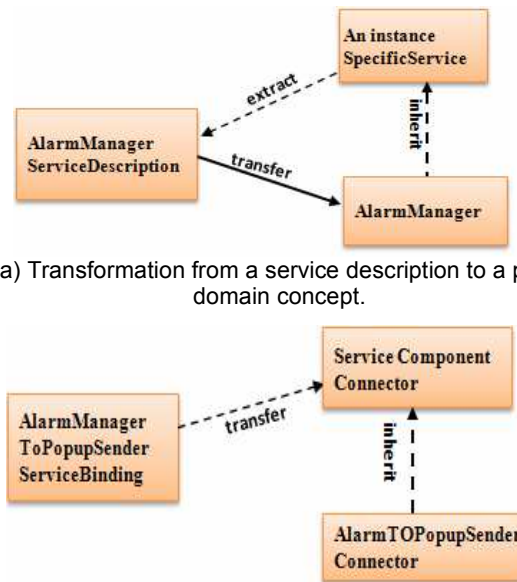 An instance
SpecificService
extract
inherit
AlarmManager
ServiceDescription
transfer
AlarmManager
a) Transformation from a service description to a p
domain concept.
Service Component
Connector
transfer
AlarmManager
ToPopupSender
ServiceBinding
inherit
AlarmTOPopupSender
Connector